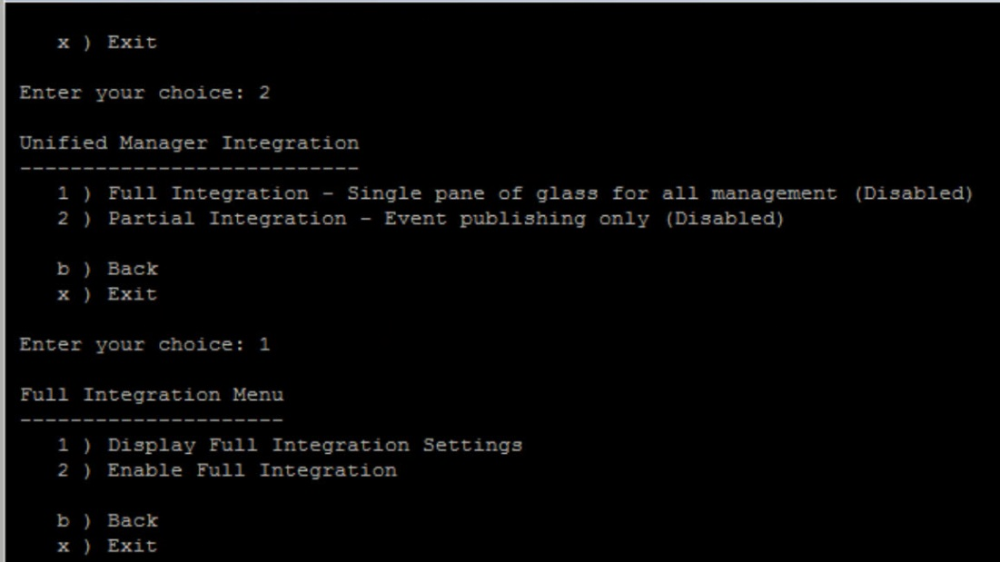 x ) Exit
Enter your choice: 2
Unified Manager Integration
---------------------------
1 ) Full Integration - Single pane of glass for all management (Disabled)
2 ) Partial Integration - Event publishing only (Disabled)
b ) Back
x ) Exit
Enter your choice: 1
Full Integration Menu
---------------------
1 ) Display Full Integration Settings
2 ) Enable Full Integration
b ) Back
x ) Exit